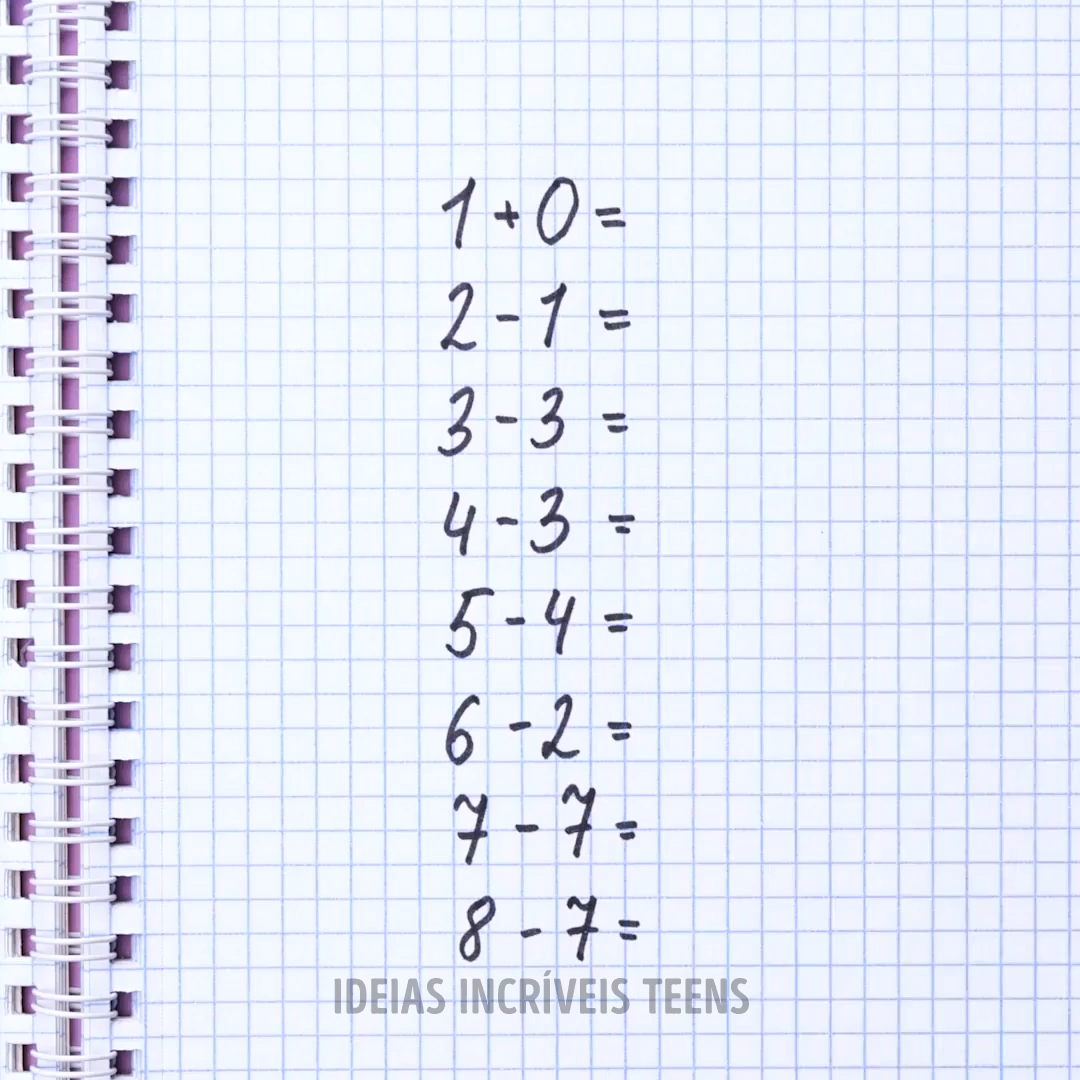 1 + 0 =
2 - 1 =
3 - 3 =
4 - 3 =
5 - 4 =
6 - 2 =
7 - 7 =
8 - 7 =
IDEIAS INCRÍVEIS TEENS